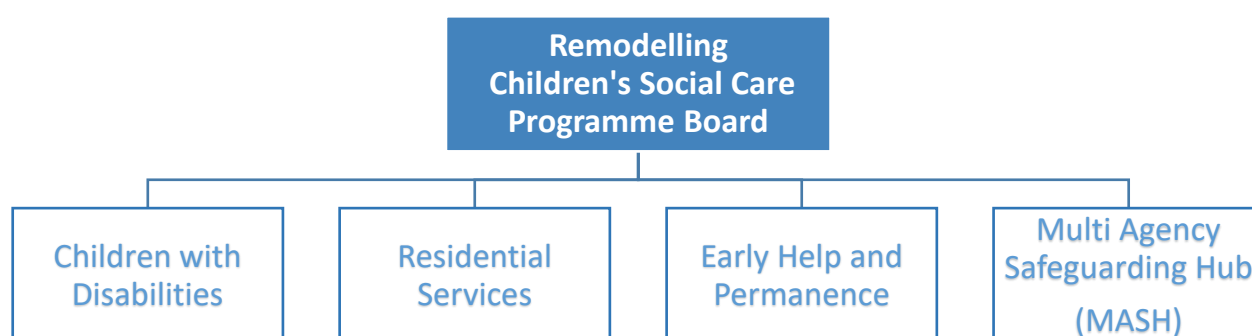 Remodelling
Children's Social Care
Programme Board
Children with
Disabilities
Residential
Services
Early Help and
Permanence
Multi Agency
Safeguarding Hub
(MASH)